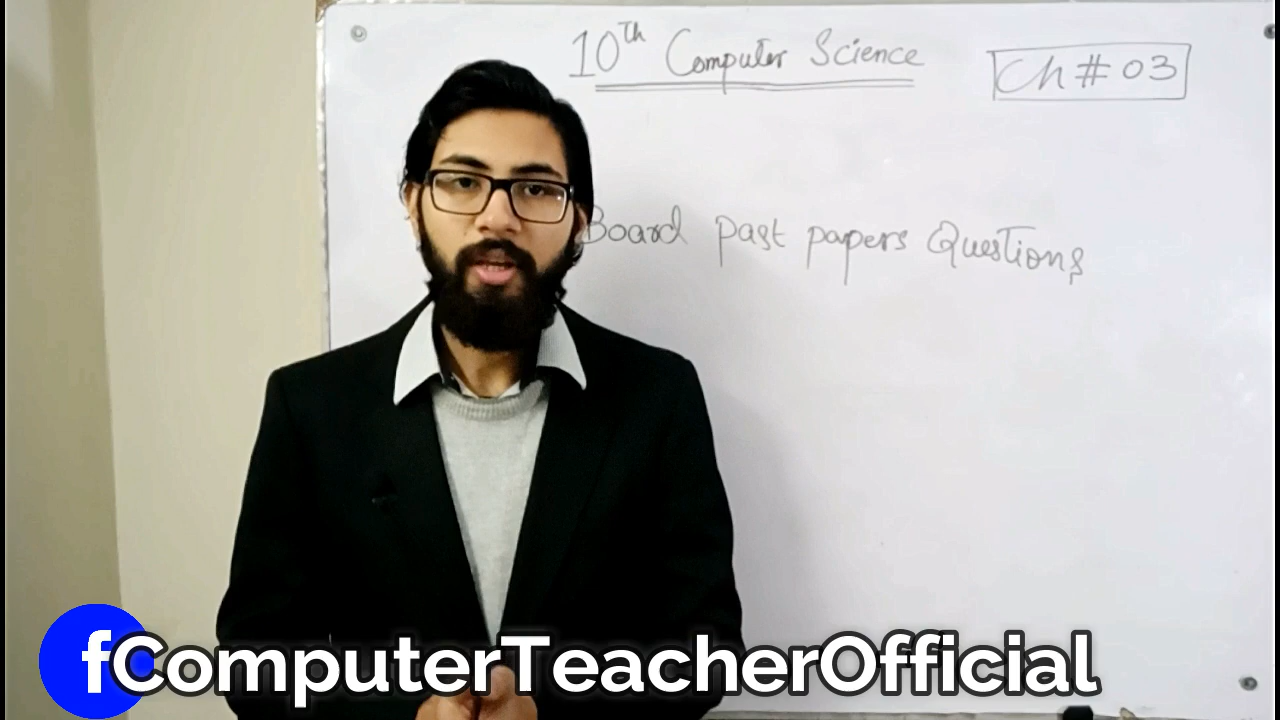 10th Computer Science
Ch # 03
Board past papers Questions
fComputerTeacherOfficial